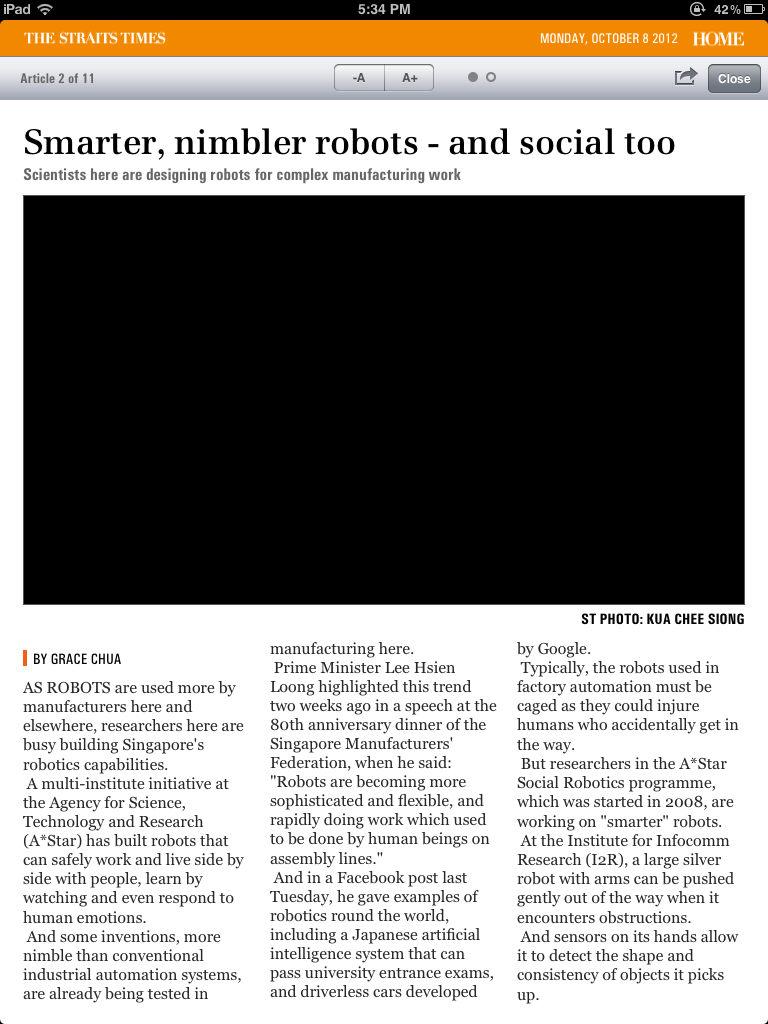 iPad
5:34 PM
42%
THE STRAITS TIMES
MONDAY, OCTOBER 8 2012 HOME
Article 2 of 11
-A
A+
Close
Smarter, nimbler robots - and social too
Scientists here are designing robots for complex manufacturing work
ST PHOTO: KUA CHEE SIONG
BY GRACE CHUA
AS ROBOTS are used more by
manufacturers here and
elsewhere, researchers here are
busy building Singapore's
robotics capabilities.
A multi-institute initiative at
the Agency for Science,
Technology and Research
(A*Star) has built robots that
can safely work and live side by
side with people, learn by
watching and even respond to
human emotions.
And some inventions, more
nimble than conventional
industrial automation systems,
are already being tested in
manufacturing here.
Prime Minister Lee Hsien
Loong highlighted this trend
two weeks ago in a speech at the
80th anniversary dinner of the
Singapore Manufacturers'
Federation, when he said:
"Robots are becoming more
sophisticated and flexible, and
rapidly doing work which used
to be done by human beings on
assembly lines."
And in a Facebook post last
Tuesday, he gave examples of
robotics round the world,
including a Japanese artificial
intelligence system that can
pass university entrance exams,
and driverless cars developed
by Google.
Typically, the robots used in
factory automation must be
caged as they could injure
humans who accidentally get in
the way.
But researchers in the A*Star
Social Robotics programme,
which was started in 2008, are
working on "smarter" robots.
At the Institute for Infocomm
Research (I2R), a large silver
robot with arms can be pushed
gently out of the way when it
encounters obstructions.
And sensors on its hands allow
it to detect the shape and
consistency of objects it picks
up.